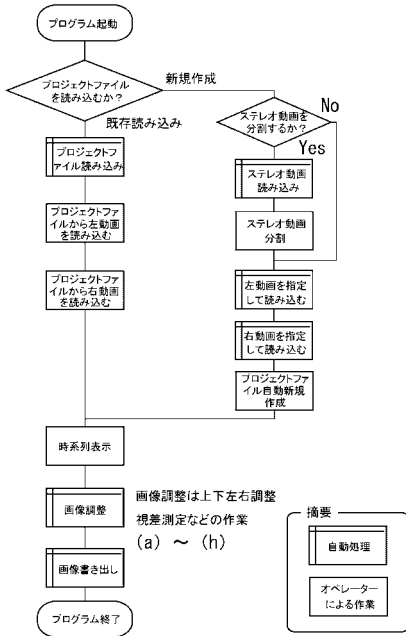 プログラム起動
プロジェクトファイル
を読み込むか？
新規作成
既存読み込み
ステレオ動画を
分割するか？
No
Yes
プロジェクトフ
ァイル読み込み
ステレオ動画
読み込み
プロジェクトファ
イルから左動画
を読み込む
ステレオ動画
分割
プロジェクトファ
イルから右動画
を読み込む
左動画を指定
して読み込む
右動画を指定
して読み込む
プロジェクトファ
イル自動新規
作成
時系列表示
画像調整
画像調整は上下左右調整
視差測定などの作業
(a) ～ (h)
画像書き出し
プログラム終了
摘要
自動処理
オペレーター
による作業